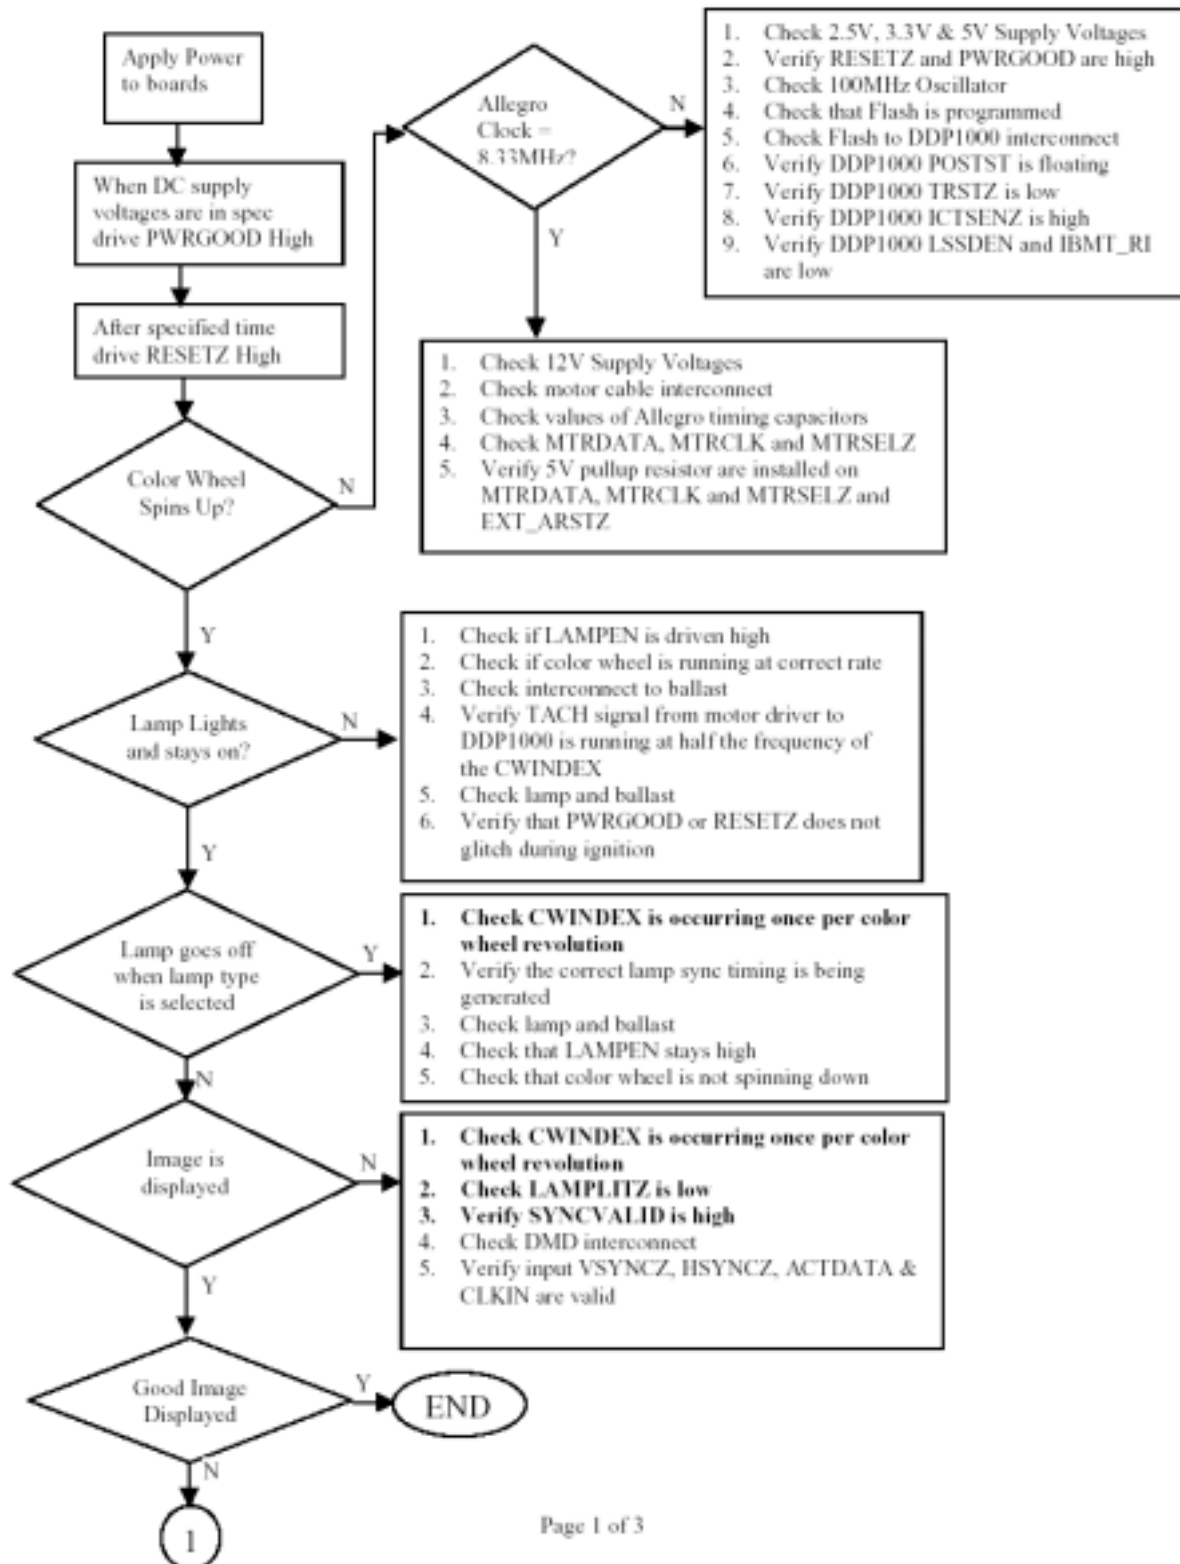 Apply Power
to boards
When DC supply
voltages are in spec
drive PWRGOOD High
After specified time
drive RESETZ High
Color Wheel
Spins Up?
N
Y
Allegro
Clock =
8.33MHz?
N
Y
1. Check 2.5V, 3.3V & 5V Supply Voltages
2. Verify RESETZ and PWRGOOD are high
3. Check 100MHz Oscillator
4. Check that Flash is programmed
5. Check Flash to DDP1000 interconnect
6. Verify DDP1000 POSTST is floating
7. Verify DDP1000 TRSTZ is low
8. Verify DDP1000 ICTSENZ is high
9. Verify DDP1000 LSSDEN and IBMT_RI
are low
1. Check 12V Supply Voltages
2. Check motor cable interconnect
3. Check values of Allegro timing capacitors
4. Check MTRDATA, MTRCLK and MTRSELZ
5. Verify 5V pullup resistor are installed on
MTRDATA, MTRCLK and MTRSELZ and
EXT_ARSTZ
Lamp Lights
and stays on?
N
Y
1. Check if LAMPEN is driven high
2. Check if color wheel is running at correct rate
3. Check interconnect to ballast
4. Verify TACH signal from motor driver to
DDP1000 is running at half the frequency of
the CWINDEX
5. Check lamp and ballast
6. Verify that PWRGOOD or RESETZ does not
glitch during ignition
Lamp goes off
when lamp type
is selected
Y
N
1. Check CWINDEX is occurring once per color
wheel revolution
2. Verify the correct lamp sync timing is being
generated
3. Check lamp and ballast
4. Check that LAMPEN stays high
5. Check that color wheel is not spinning down
Image is
displayed
N
Y
1. Check CWINDEX is occurring once per color
wheel revolution
2. Check LAMPLITZ is low
3. Verify SYNCVALID is high
4. Check DMD interconnect
5. Verify input VSYNCZ, HSYNCZ, ACTDATA &
CLKIN are valid
Good Image
Displayed
Y
END
N
1
Page 1 of 3